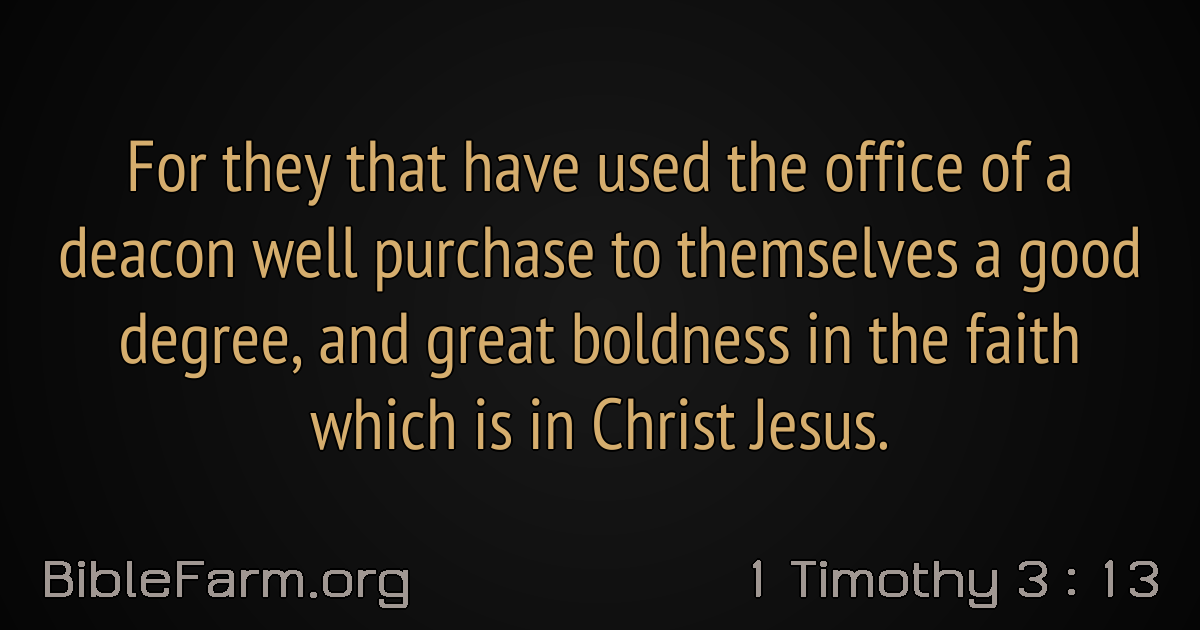 For they that have used the office of a
deacon well purchase to themselves a good
degree, and great boldness in the faith
which is in Christ Jesus.
BibleFarm.org
1 Timothy 3 : 13